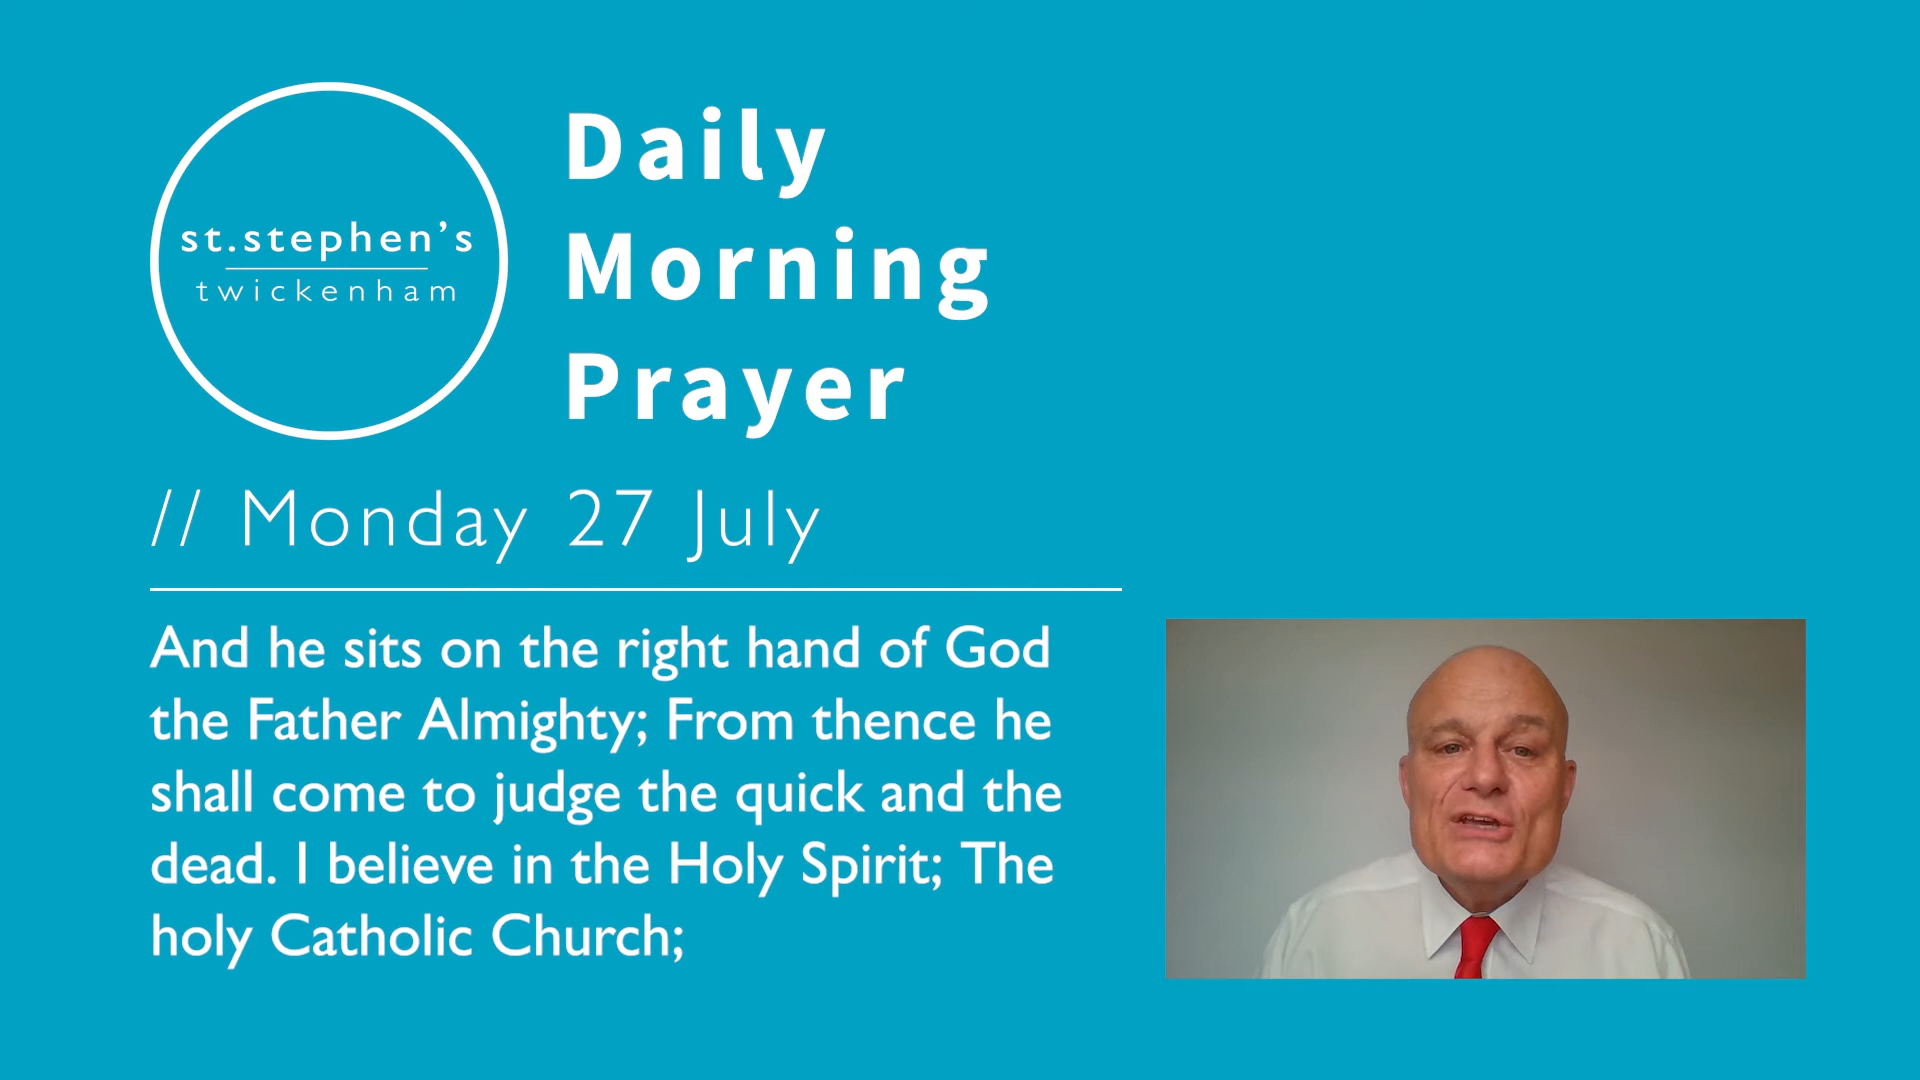 st.stephen's
twickenham
Daily
Morning
Prayer
// Monday 27 July
And he sits on the right hand of God
the Father Almighty; From thence he
shall come to judge the quick and the
dead. I believe in the Holy Spirit; The
holy Catholic Church;